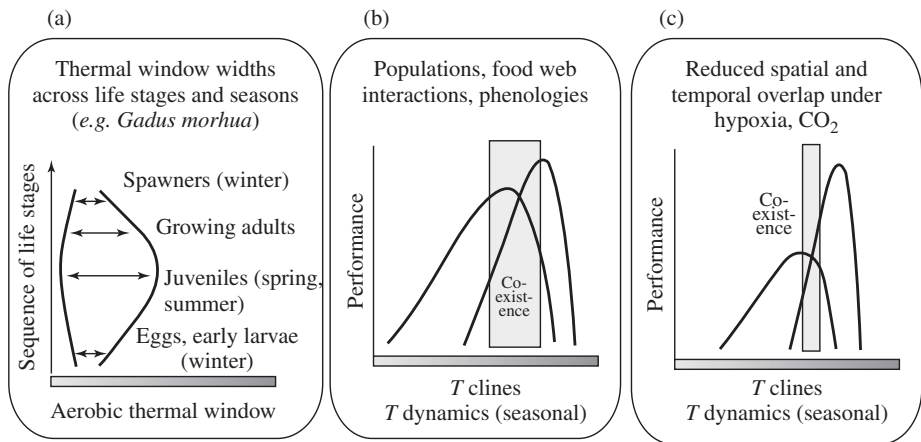 (a)
Thermal window widths
across life stages and seasons
(e.g. Gadus morhua)
Sequence of life stages
Spawners (winter)
Growing adults
Juveniles (spring,
summer)
Eggs, early larvae
(winter)
Aerobic thermal window
(b)
Populations, food web
interactions, phenologies
Performance
Co-
exist-
ence
T clines
T dynamics (seasonal)
(c)
Reduced spatial and
temporal overlap under
hypoxia, CO₂
Performance
Co-
exist-
ence
T clines
T dynamics (seasonal)